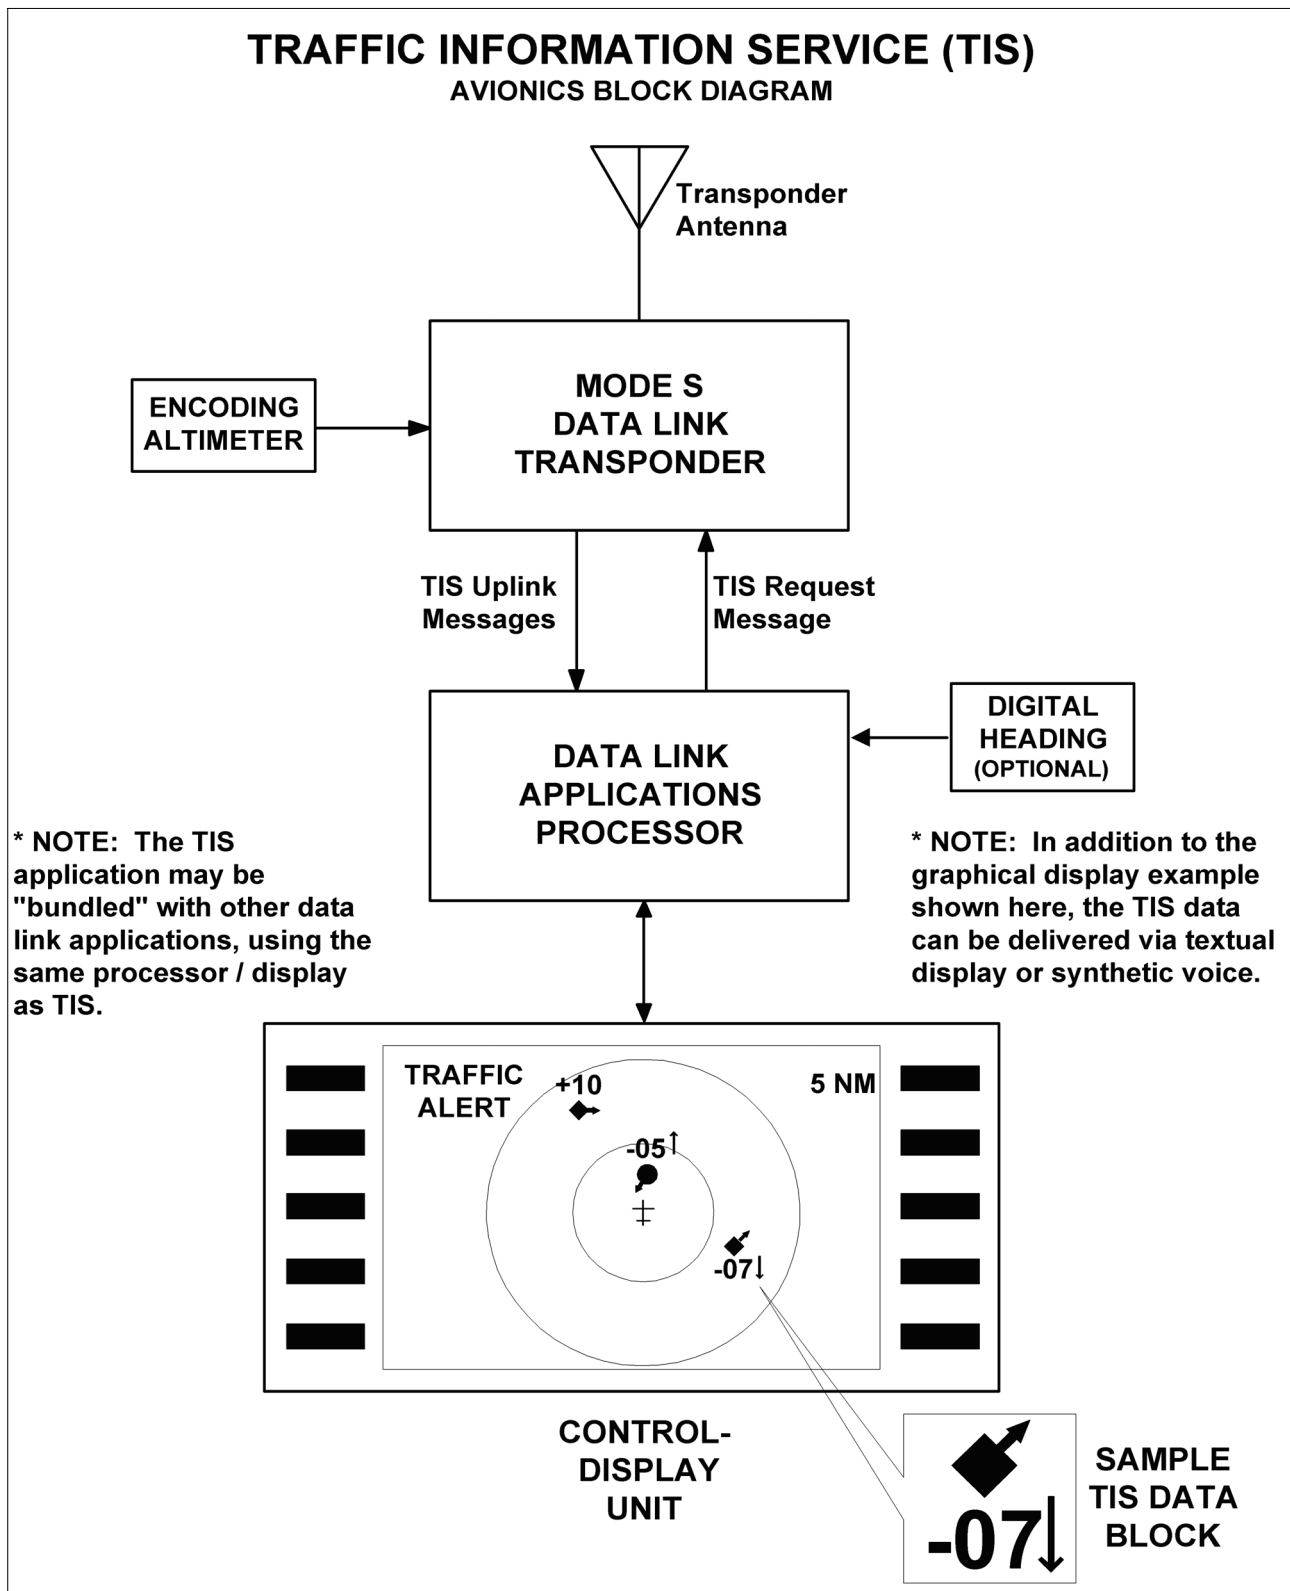 TRAFFIC INFORMATION SERVICE (TIS)
AVIONICS BLOCK DIAGRAM
Transponder
Antenna
MODE S
DATA LINK
TRANSPONDER
ENCODING
ALTIMETER
TIS Uplink
Messages
TIS Request
Message
DIGITAL
HEADING
(OPTIONAL)
DATA LINK
APPLICATIONS
PROCESSOR
* NOTE:  The TIS
application may be
"bundled" with other data
link applications, using the
same processor / display
as TIS.
* NOTE:  In addition to the
graphical display example
shown here, the TIS data
can be delivered via textual
display or synthetic voice.
TRAFFIC
ALERT
+10
5 NM
-05↑
-07↓
CONTROL-
DISPLAY
UNIT
-07↓
SAMPLE
TIS DATA
BLOCK